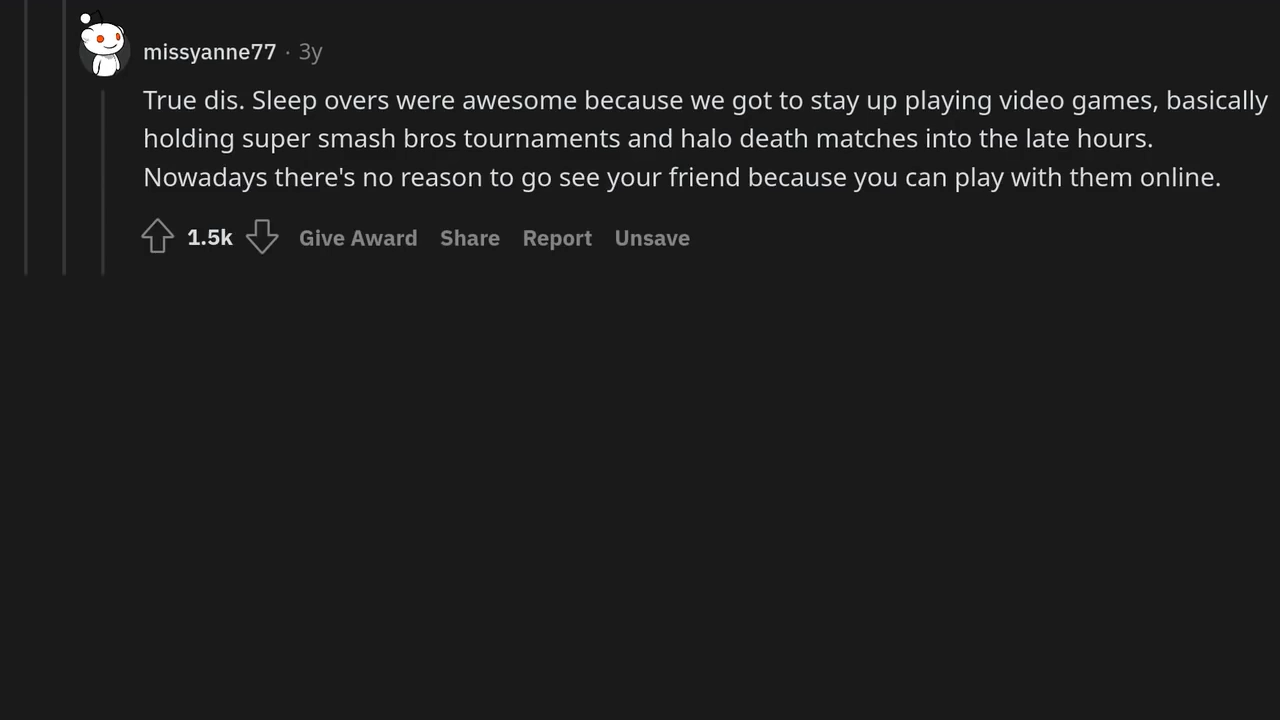 missyanne77 · 3y
True dis. Sleep overs were awesome because we got to stay up playing video games, basically
holding super smash bros tournaments and halo death matches into the late hours.
Nowadays there's no reason to go see your friend because you can play with them online.
1.5k Give Award Share Report Unsave